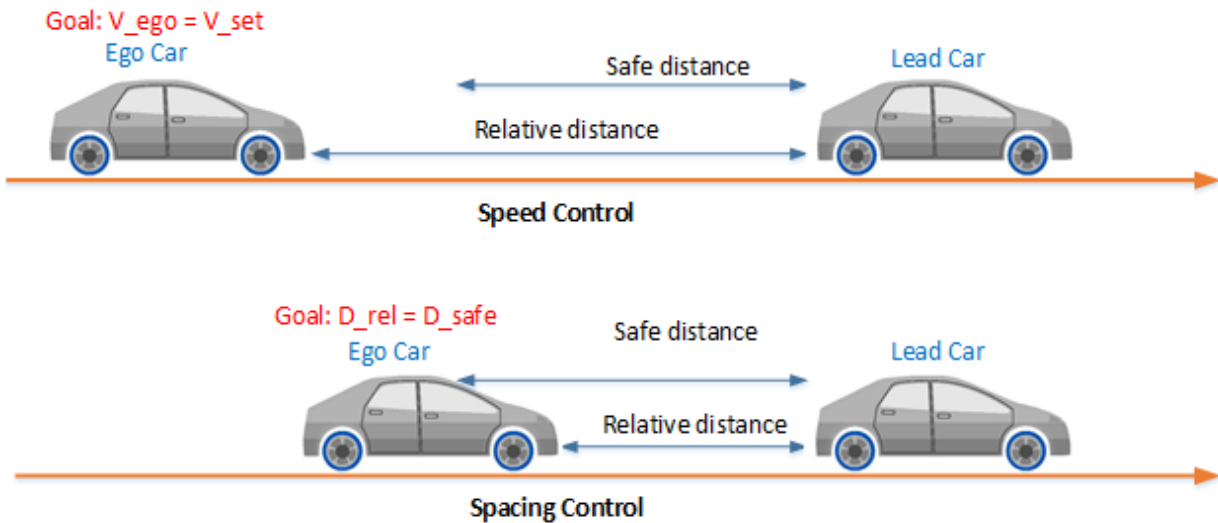 Goal: V_ego = V_set
Ego Car
Safe distance
Lead Car
Relative distance
Speed Control
Goal: D_rel = D_safe
Safe distance
Ego Car
Lead Car
Relative distance
Spacing Control